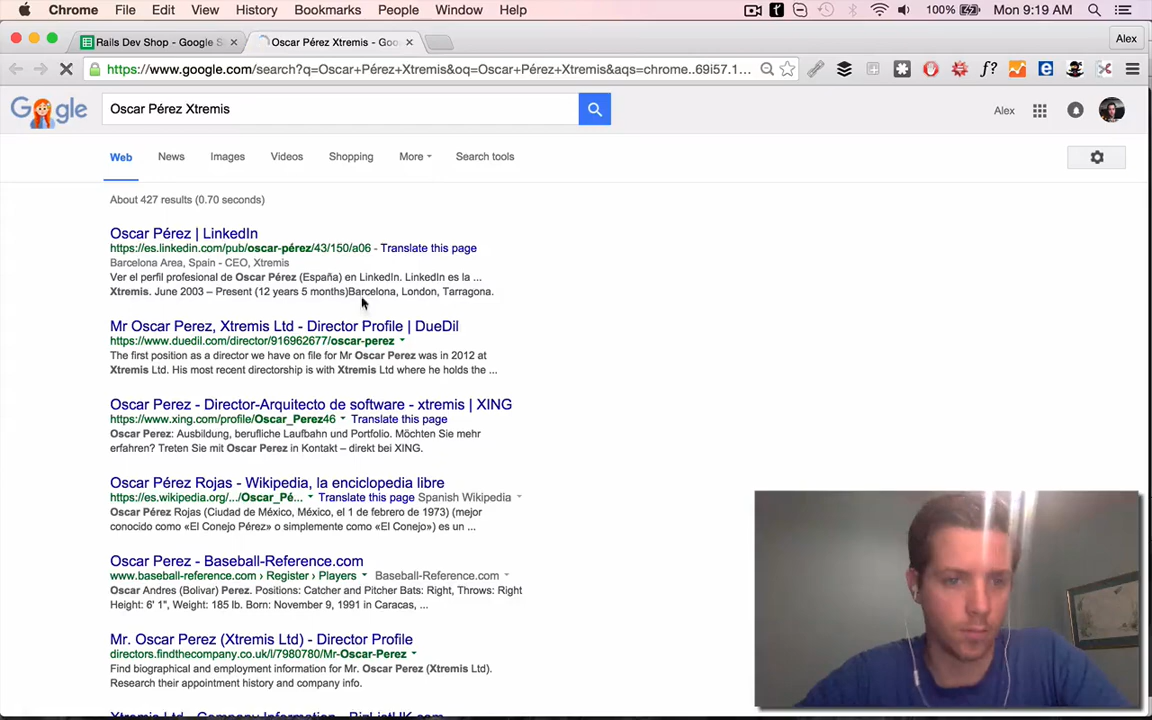 Chrome File Edit View History Bookmarks People Window Help 100% Mon 9:19 AM
Rails Dev Shop - Google S
Oscar Pérez Xtremis - Goo
Alex
https://www.google.com/search?q=Oscar+Pérez+Xtremis&oq=Oscar+Pérez+Xtremis&aqs=chrome..69i57.1...
Google
Oscar Pérez Xtremis
Alex
Web News Images Videos Shopping More Search tools
About 427 results (0.70 seconds)
Oscar Pérez | LinkedIn
https://es.linkedin.com/pub/oscar-pérez/43/150/a06 - Translate this page
Barcelona Area, Spain - CEO, Xtremis
Ver el perfil profesional de Oscar Pérez (España) en LinkedIn. LinkedIn es la ...
Xtremis. June 2003 – Present (12 years 5 months)Barcelona, London, Tarragona.
Mr Oscar Perez, Xtremis Ltd - Director Profile | DueDil
https://www.duedil.com/director/916962677/oscar-perez
The first position as a director we have on file for Mr Oscar Perez was in 2012 at
Xtremis Ltd. His most recent directorship is with Xtremis Ltd where he holds the ...
Oscar Perez - Director-Arquitecto de software - xtremis | XING
https://www.xing.com/profile/Oscar_Perez46 Translate this page
Oscar Perez: Ausbildung, berufliche Laufbahn und Portfolio. Möchten Sie mehr
erfahren? Treten Sie mit Oscar Perez in Kontakt – direkt bei XING.
Oscar Pérez Rojas - Wikipedia, la enciclopedia libre
https://es.wikipedia.org/.../Oscar_Pé... Translate this page Spanish Wikipedia
Oscar Pérez Rojas (Ciudad de México, México, el 1 de febrero de 1973) (mejor
conocido como «El Conejo Pérez» o simplemente como «El Conejo») es un ...
Oscar Perez - Baseball-Reference.com
www.baseball-reference.com › Register › Players Baseball-Reference.com
Oscar Andres (Bolivar) Perez. Positions: Catcher and Pitcher Bats: Right, Throws: Right
Height: 6' 1", Weight: 185 lb. Born: November 9, 1991 in Caracas, ...
Mr. Oscar Perez (Xtremis Ltd) - Director Profile
directors.findthecompany.co.uk/l/7980780/Mr-Oscar-Perez
Find biographical and employment information for Mr. Oscar Perez (Xtremis Ltd).
Research their appointment history and company info.
Xtremis Ltd - Company Information - BizListUK.com